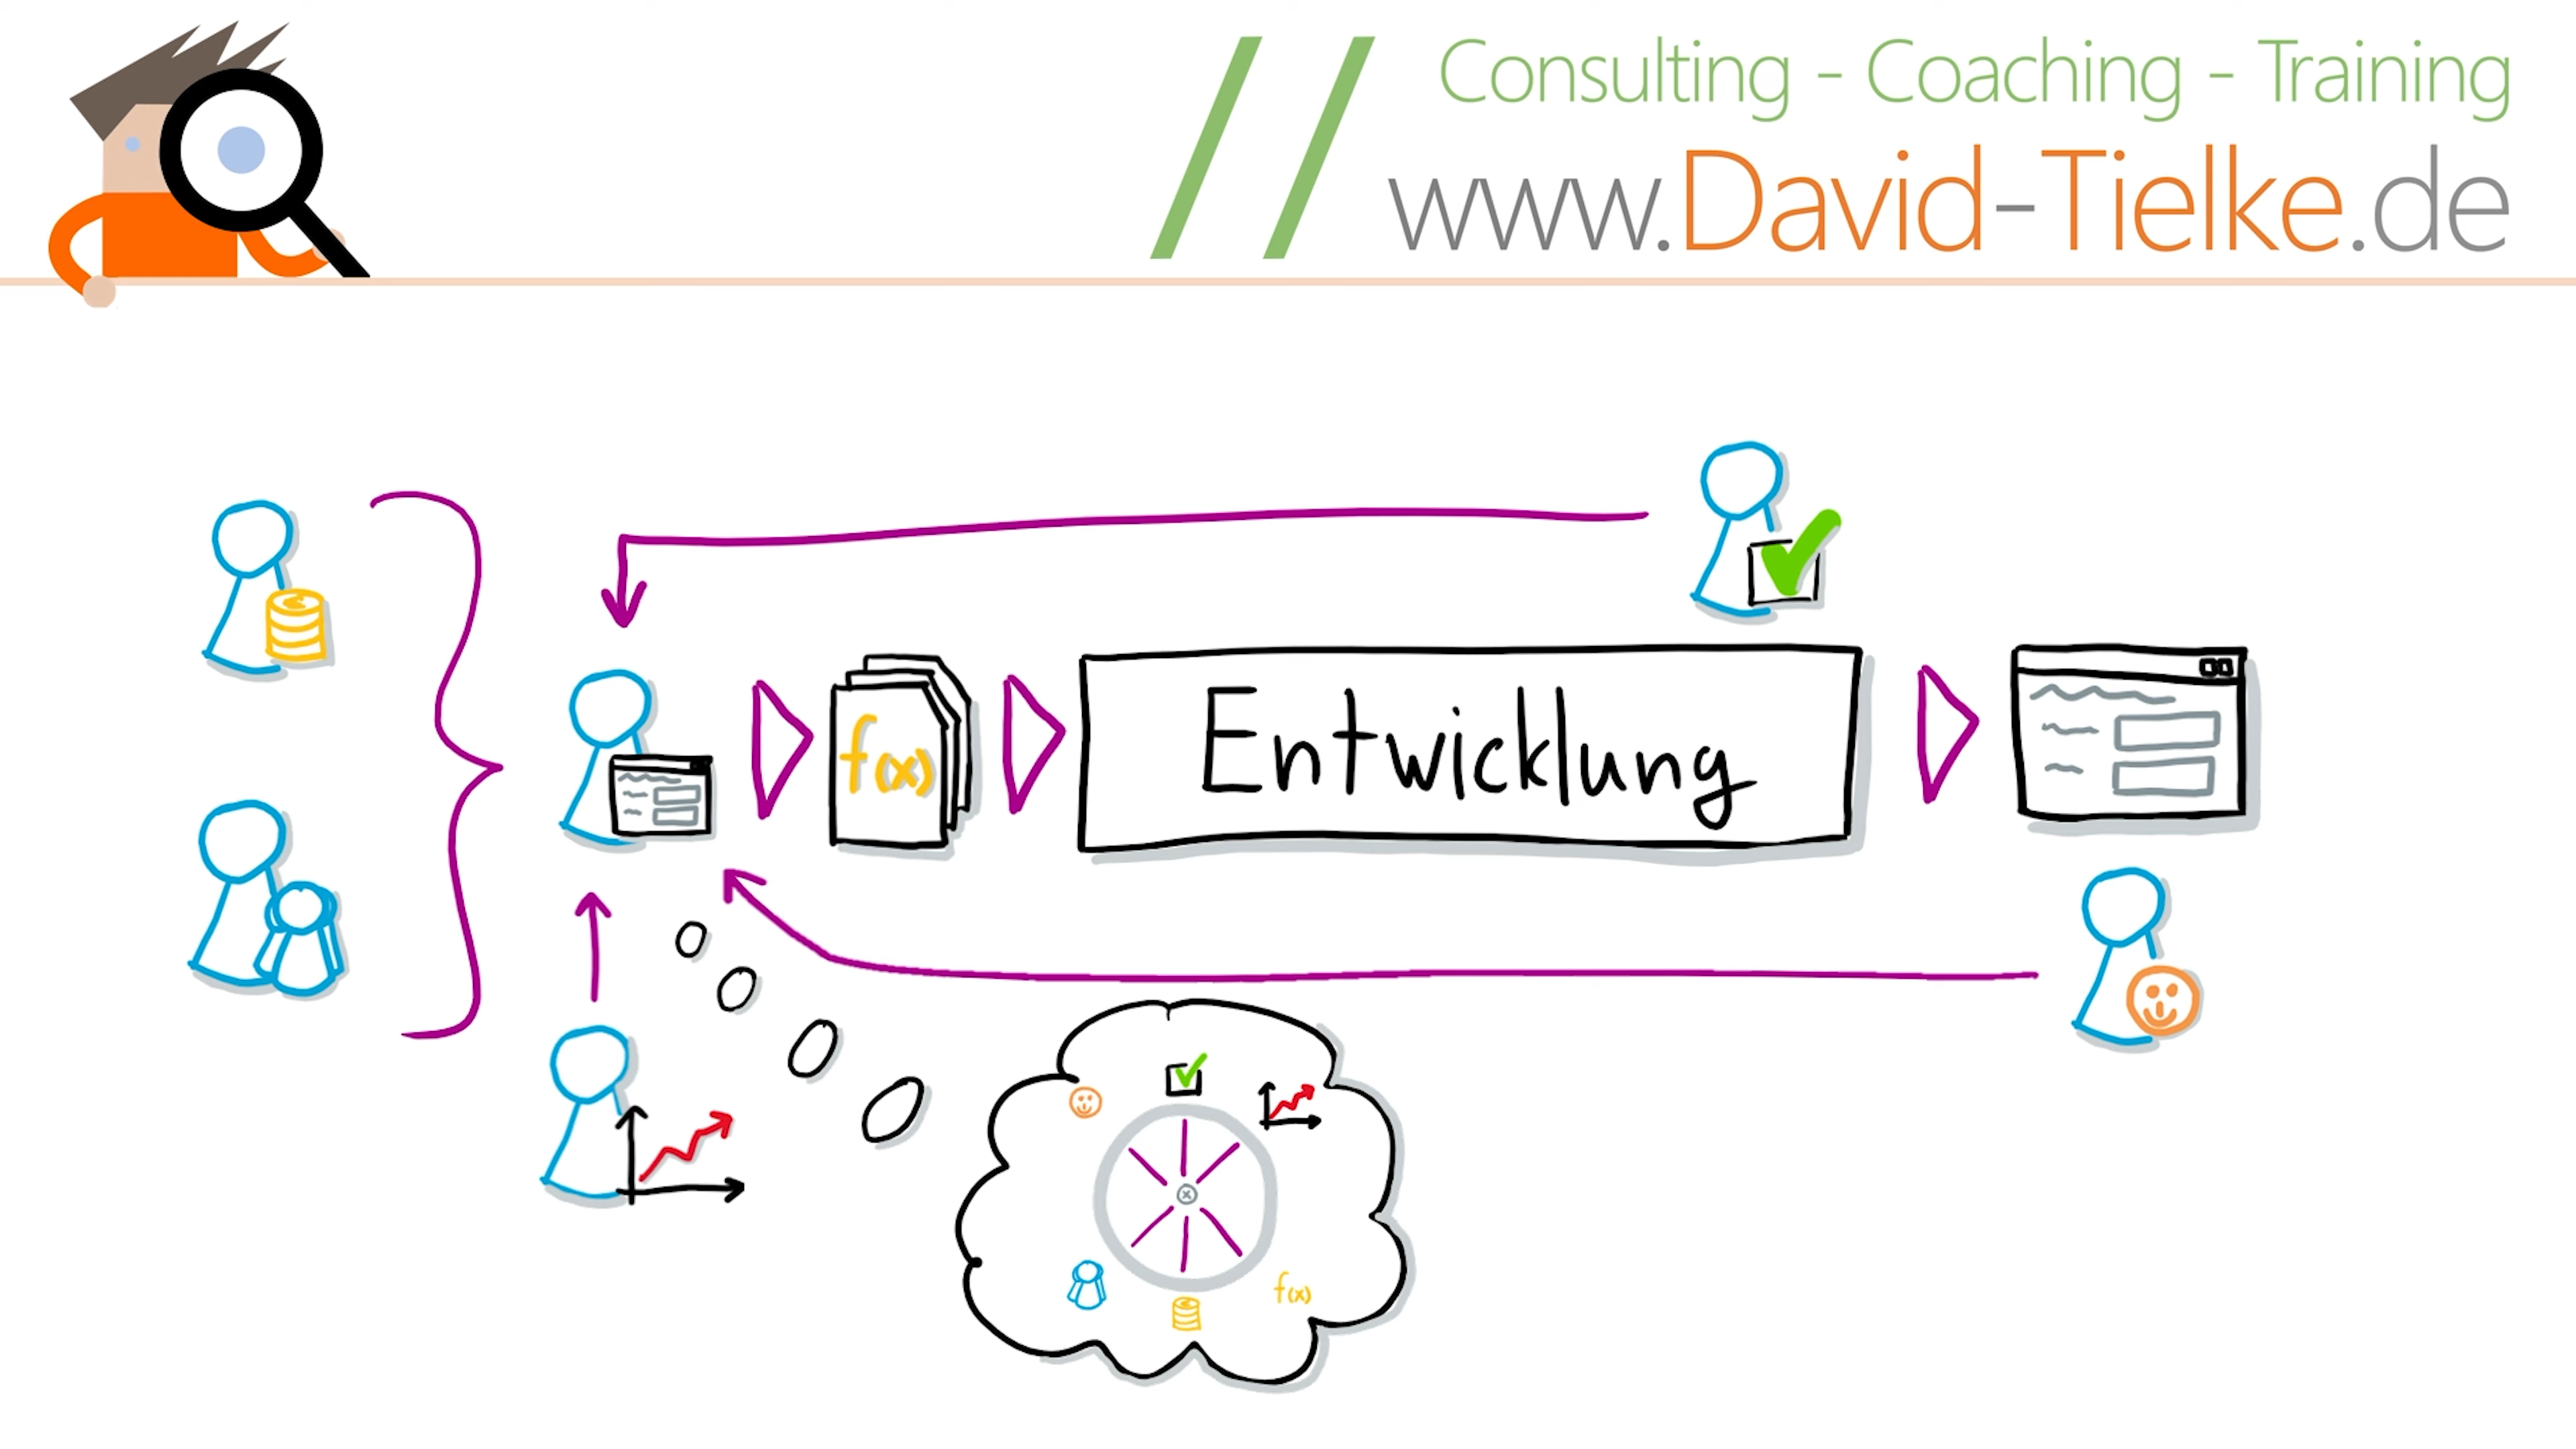 Consulting - Coaching - Training
www.David-Tielke.de
f(x)
Entwicklung
f(x)